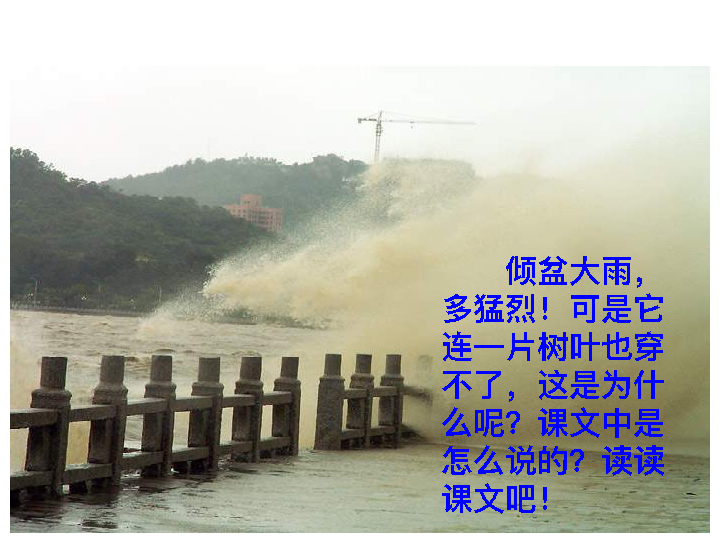 倾盆大雨，
多猛烈！可是它
连一片树叶也穿
不了，这是为什
么呢？课文中是
怎么说的？读读
课文吧！